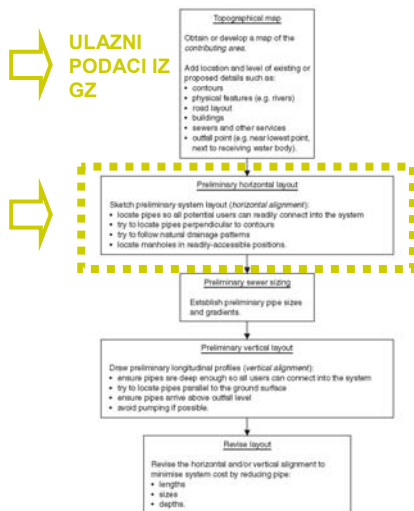 ULAZNI
PODACI IZ
GZ
Topographical map
Obtain or develop a map of the
contributing area.
Add location and level of existing or
proposed details such as:
• contours
• physical features (e.g. rivers)
• road layout
• buildings
• sewers and other services
• outfall point (e.g. near lowest point,
next to receiving water body).
Preliminary horizontal layout
Sketch preliminary system layout (horizontal alignment):
• locate pipes so all potential users can readily connect into the system
• try to locate pipes perpendicular to contours
• try to follow natural drainage patterns
• locate manholes in readily-accessible positions.
Preliminary sewer sizing
Establish preliminary pipe sizes
and gradients.
Preliminary vertical layout
Draw preliminary longitudinal profiles (vertical alignment):
• ensure pipes are deep enough so all users can connect into the system
• try to locate pipes parallel to the ground surface
• ensure pipes arrive above outfall level
• avoid pumping if possible.
Revise layout
Revise the horizontal and/or vertical alignment to
minimise system cost by reducing pipe:
• lengths
• sizes
• depths.